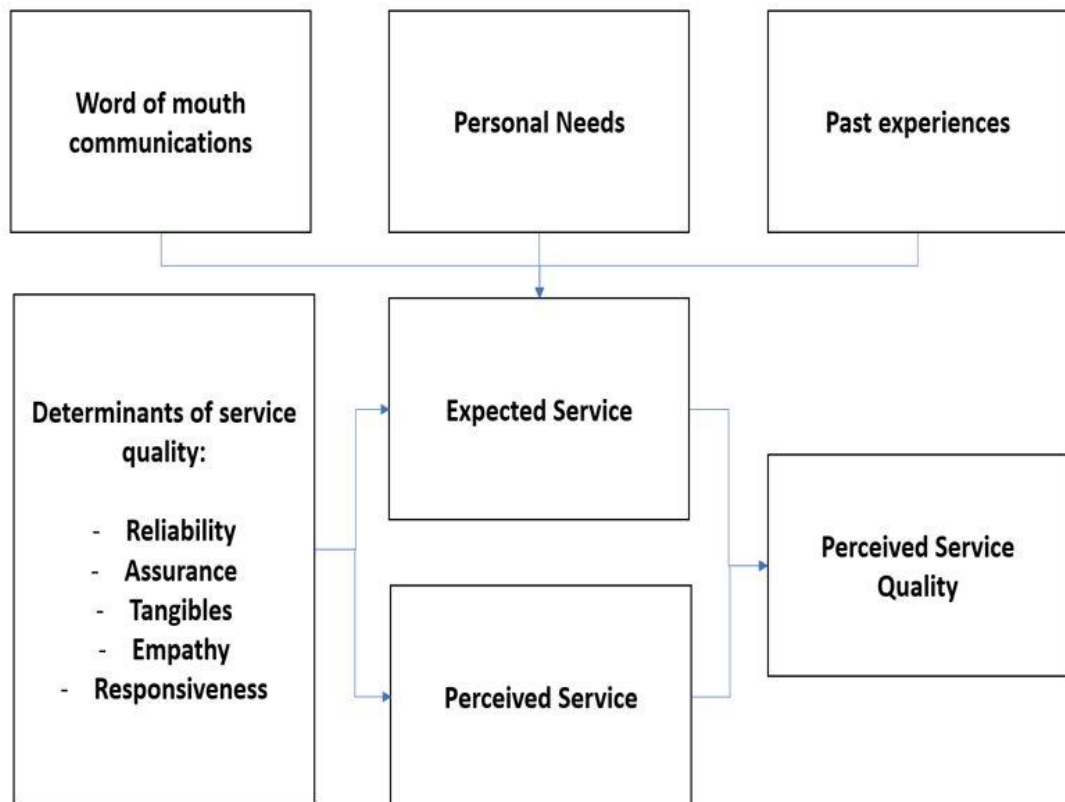 Word of mouth
communications
Personal Needs
Past experiences
Determinants of service
quality:
- Reliability
- Assurance
- Tangibles
- Empathy
- Responsiveness
Expected Service
Perceived Service
Perceived Service
Quality